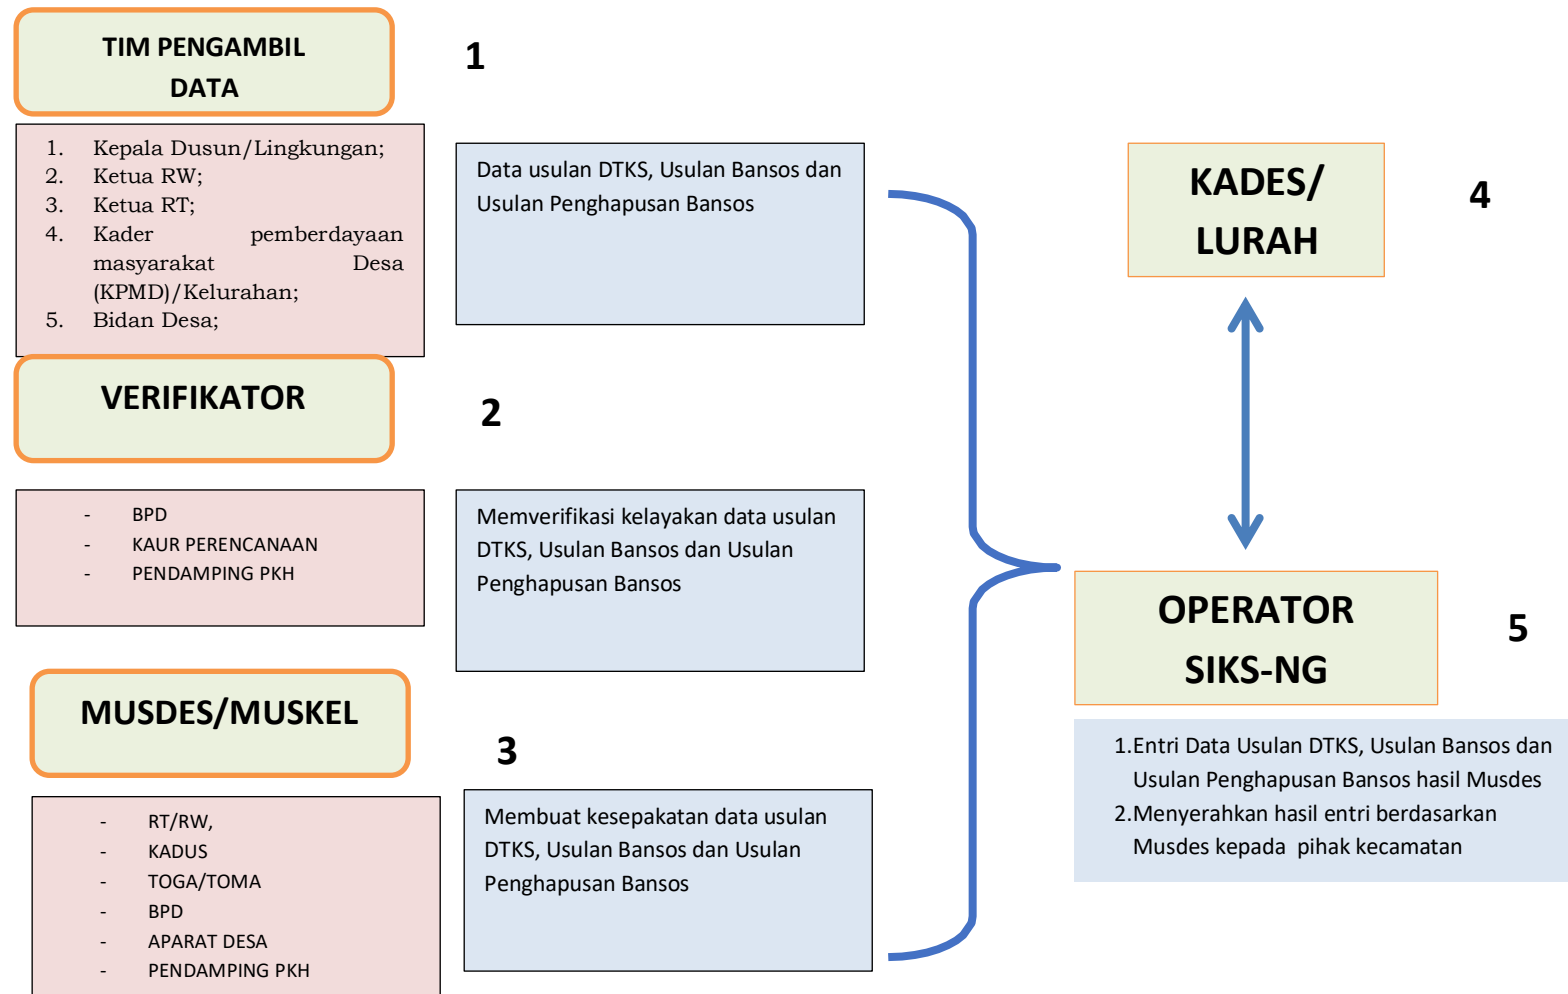 TIM PENGAMBIL
DATA
1
1. Kepala Dusun/Lingkungan;
2. Ketua RW;
3. Ketua RT;
4. Kader pemberdayaan
masyarakat Desa
(KPMD)/Kelurahan;
5. Bidan Desa;
Data usulan DTKS, Usulan Bansos dan
Usulan Penghapusan Bansos
VERIFIKATOR
2
- BPD
- KAUR PERENCANAAN
- PENDAMPING PKH
Memverifikasi kelayakan data usulan
DTKS, Usulan Bansos dan Usulan
Penghapusan Bansos
MUSDES/MUSKEL
3
- RT/RW,
- KADUS
- TOGA/TOMA
- BPD
- APARAT DESA
- PENDAMPING PKH
Membuat kesepakatan data usulan
DTKS, Usulan Bansos dan Usulan
Penghapusan Bansos
KADES/
LURAH
4
OPERATOR
SIKS-NG
5
1.Entri Data Usulan DTKS, Usulan Bansos dan
Usulan Penghapusan Bansos hasil Musdes
2.Menyerahkan hasil entri berdasarkan
Musdes kepada pihak kecamatan